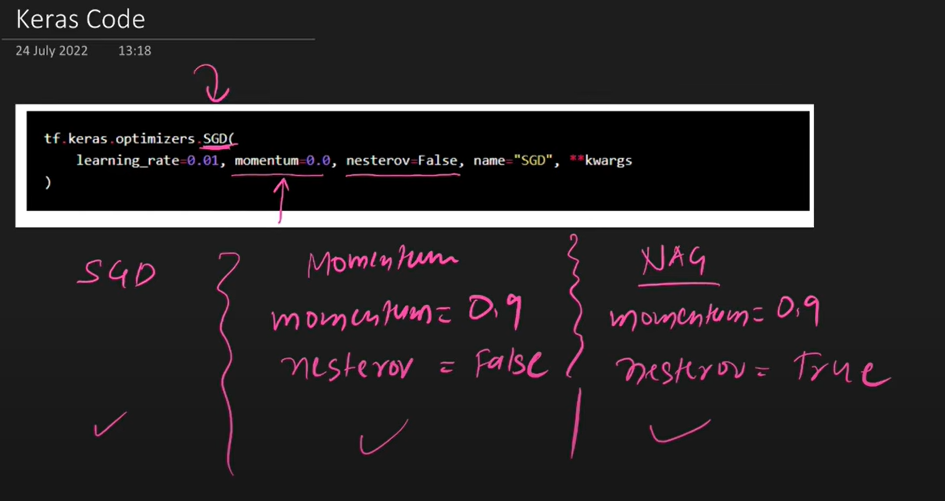 Keras Code
24 July 2022 13:18
tf.keras.optimizers.SGD(
learning_rate=0.01, momentum=0.0, nesterov=False, name="SGD", **kwargs
)
SGD
Momentum
momentum= 0.9
nesterov = False
NAG
momentum= 0.9
nesterov = True